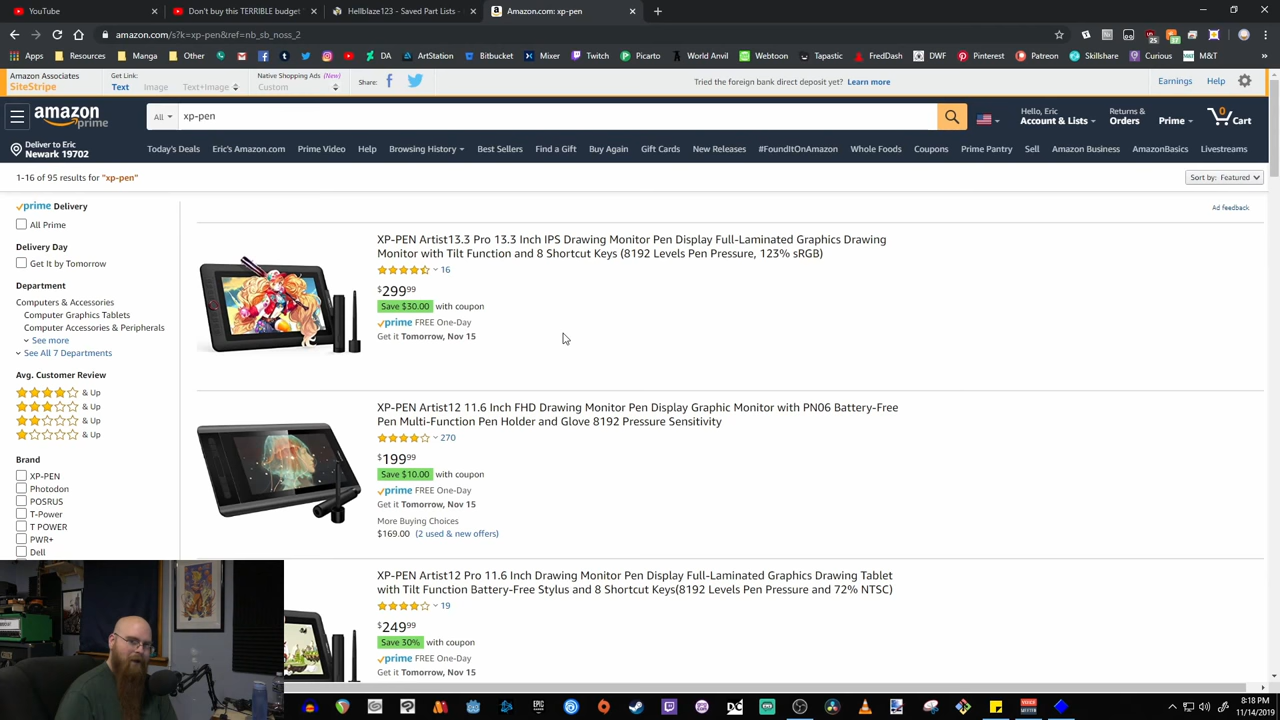 YouTube
Don't buy this TERRIBLE budget
Hellblaze123 - Saved Part Lists -
Amazon.com: xp-pen
amazon.com/s?k=xp-pen&ref=nb_sb_noss_2
Apps
Resources
Manga
Other
DA
ArtStation
Bitbucket
Mixer
Twitch
Picarto
World Anvil
Webtoon
Tapastic
FredDash
DWF
Pinterest
Patreon
Skillshare
Curious
M&T
Amazon Associates
SiteStripe
Get Link:
Text
Image
Text+Image
Native Shopping Ads (New)
Custom
Share:
Tried the foreign bank direct deposit yet? Learn more
Earnings
Help
amazon
prime
All
xp-pen
Hello, Eric
Account & Lists
Returns &
Orders
Prime
0
Cart
Deliver to Eric
Newark 19702
Today's Deals
Eric's Amazon.com
Prime Video
Help
Browsing History
Best Sellers
Find a Gift
Buy Again
Gift Cards
New Releases
#FoundItOnAmazon
Whole Foods
Coupons
Prime Pantry
Sell
Amazon Business
AmazonBasics
Livestreams
1-16 of 95 results for "xp-pen"
Sort by: Featured
Ad feedback
prime Delivery
All Prime
Delivery Day
Get It by Tomorrow
Department
Computers & Accessories
Computer Graphics Tablets
Computer Accessories & Peripherals
See more
See All 7 Departments
Avg. Customer Review
& Up
& Up
& Up
& Up
Brand
XP-PEN
Photodon
POSRUS
T-Power
T POWER
PWR+
Dell
XP-PEN Artist13.3 Pro 13.3 Inch IPS Drawing Monitor Pen Display Full-Laminated Graphics Drawing
Monitor with Tilt Function and 8 Shortcut Keys (8192 Levels Pen Pressure, 123% sRGB)
16
$299.99
Save $30.00 with coupon
prime FREE One-Day
Get it Tomorrow, Nov 15
XP-PEN Artist12 11.6 Inch FHD Drawing Monitor Pen Display Graphic Monitor with PN06 Battery-Free
Pen Multi-Function Pen Holder and Glove 8192 Pressure Sensitivity
270
$199.99
Save $10.00 with coupon
prime FREE One-Day
Get it Tomorrow, Nov 15
More Buying Choices
$169.00 (2 used & new offers)
XP-PEN Artist12 Pro 11.6 Inch Drawing Monitor Pen Display Full-Laminated Graphics Drawing Tablet
with Tilt Function Battery-Free Stylus and 8 Shortcut Keys(8192 Levels Pen Pressure and 72% NTSC)
19
$249.99
Save 30% with coupon
prime FREE One-Day
Get it Tomorrow, Nov 15
8:18 PM
11/14/2019